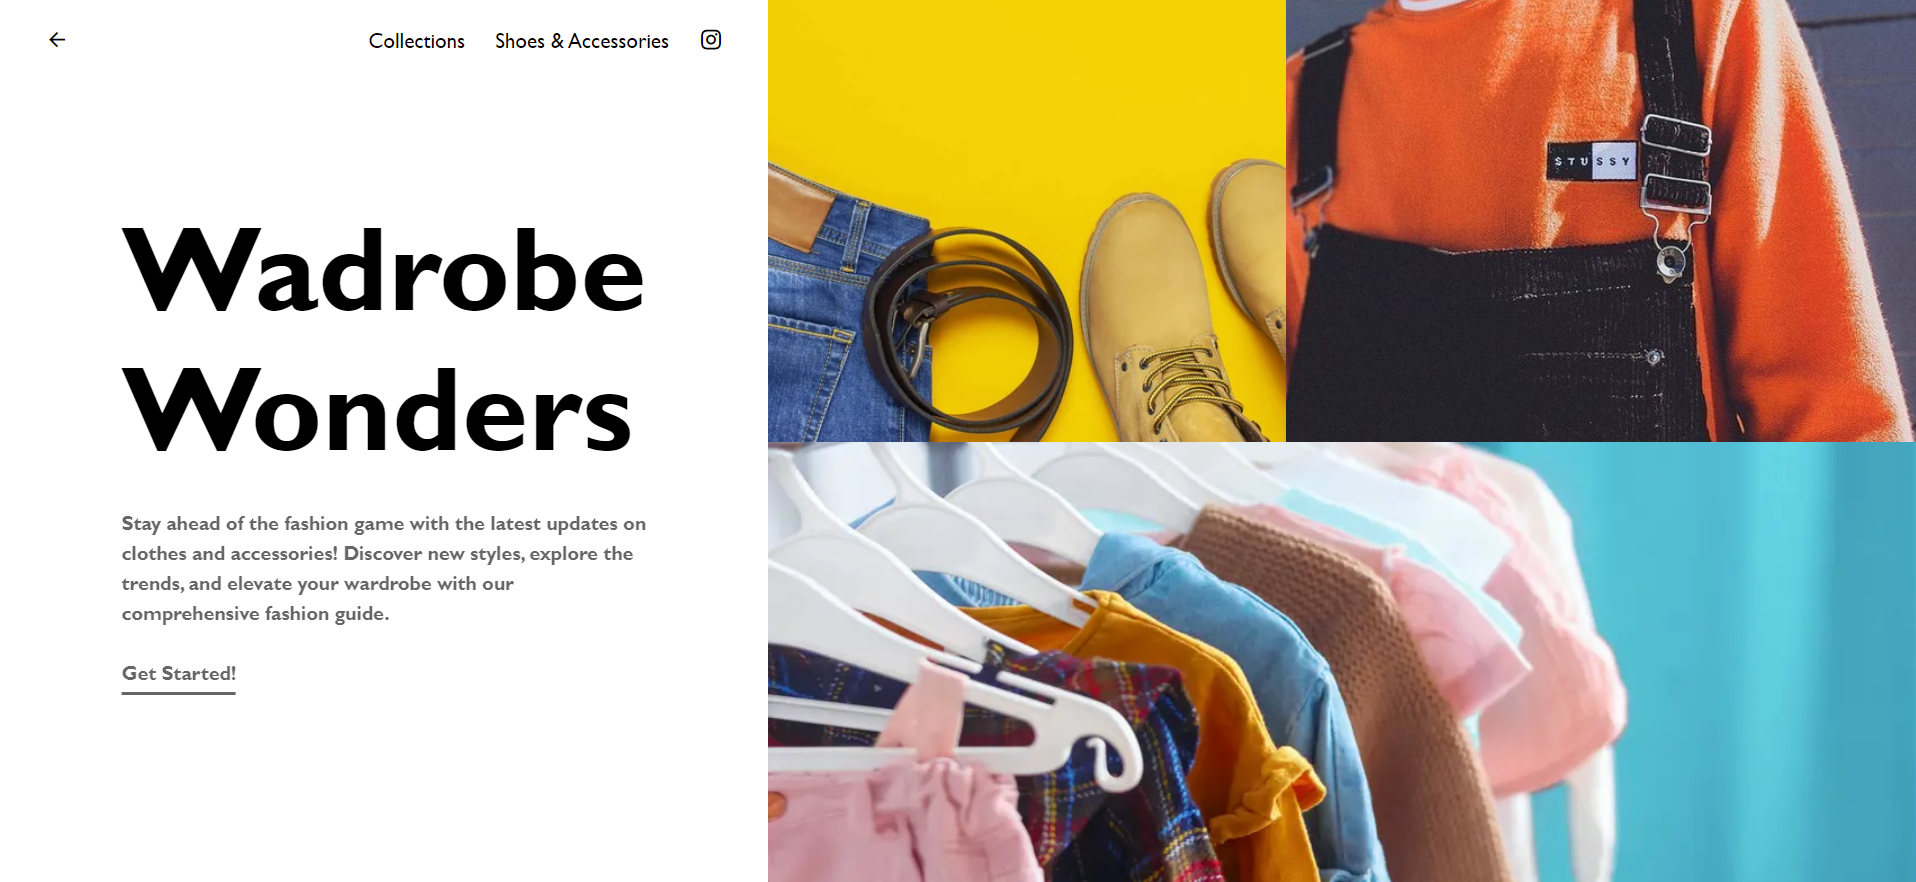 Collections Shoes & Accessories
STUSSY
Wadrobe
Wonders
Stay ahead of the fashion game with the latest updates on
clothes and accessories! Discover new styles, explore the
trends, and elevate your wardrobe with our
comprehensive fashion guide.
Get Started!